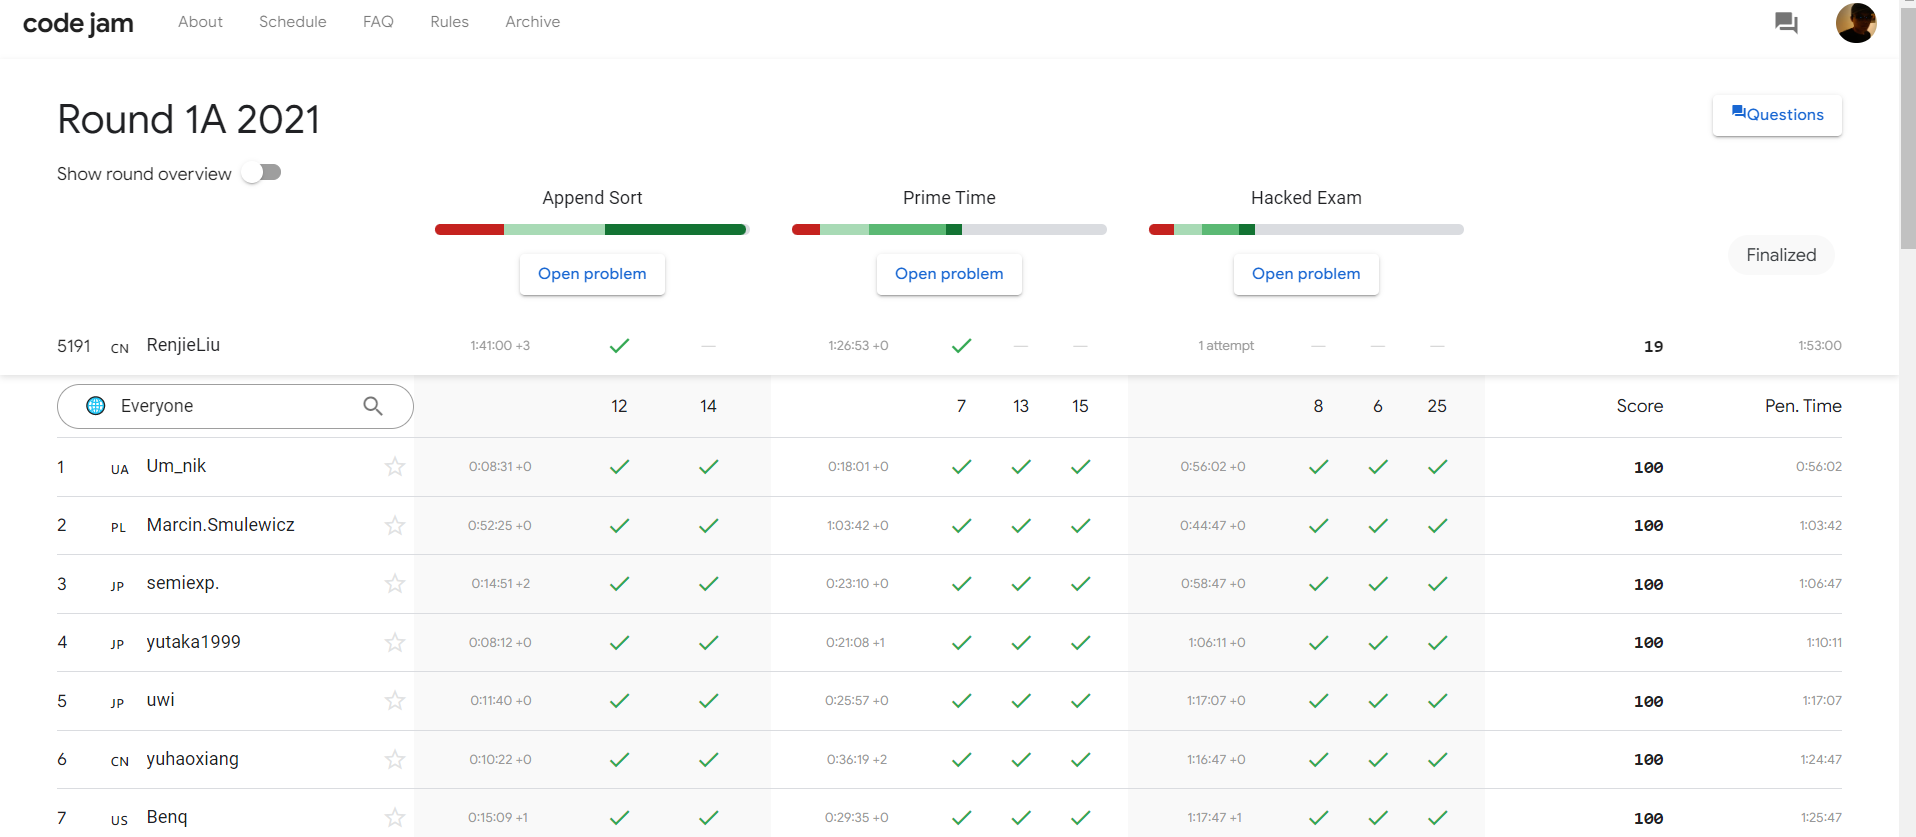 code jam About Schedule FAQ Rules Archive
Round 1A 2021
Questions
Show round overview
Append Sort Prime Time Hacked Exam
Open problem Open problem Open problem
Finalized
5191 CN RenjieLiu 1:41:00 +3 — 1:26:53 +0 — — 1 attempt — — — 19 1:53:00
Everyone 12 14 7 13 15 8 6 25 Score Pen. Time
1 UA Um_nik 0:08:31 +0 0:18:01 +0 0:56:02 +0 100 0:56:02
2 PL Marcin.Smulewicz 0:52:25 +0 1:03:42 +0 0:44:47 +0 100 1:03:42
3 JP semiexp. 0:14:51 +2 0:23:10 +0 0:58:47 +0 100 1:06:47
4 JP yutaka1999 0:08:12 +0 0:21:08 +1 1:06:11 +0 100 1:10:11
5 JP uwi 0:11:40 +0 0:25:57 +0 1:17:07 +0 100 1:17:07
6 CN yuhaoxiang 0:10:22 +0 0:36:19 +2 1:16:47 +0 100 1:24:47
7 US Benq 0:15:09 +1 0:29:35 +0 1:17:47 +1 100 1:25:47